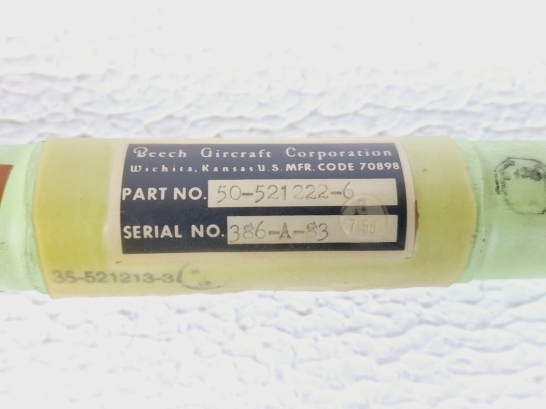 Beech Aircraft Corporation
Wichita, Kansas U.S. MFR. CODE 70898
PART NO. 50-521222-6
SERIAL NO. 386-A-83
35-521213-3